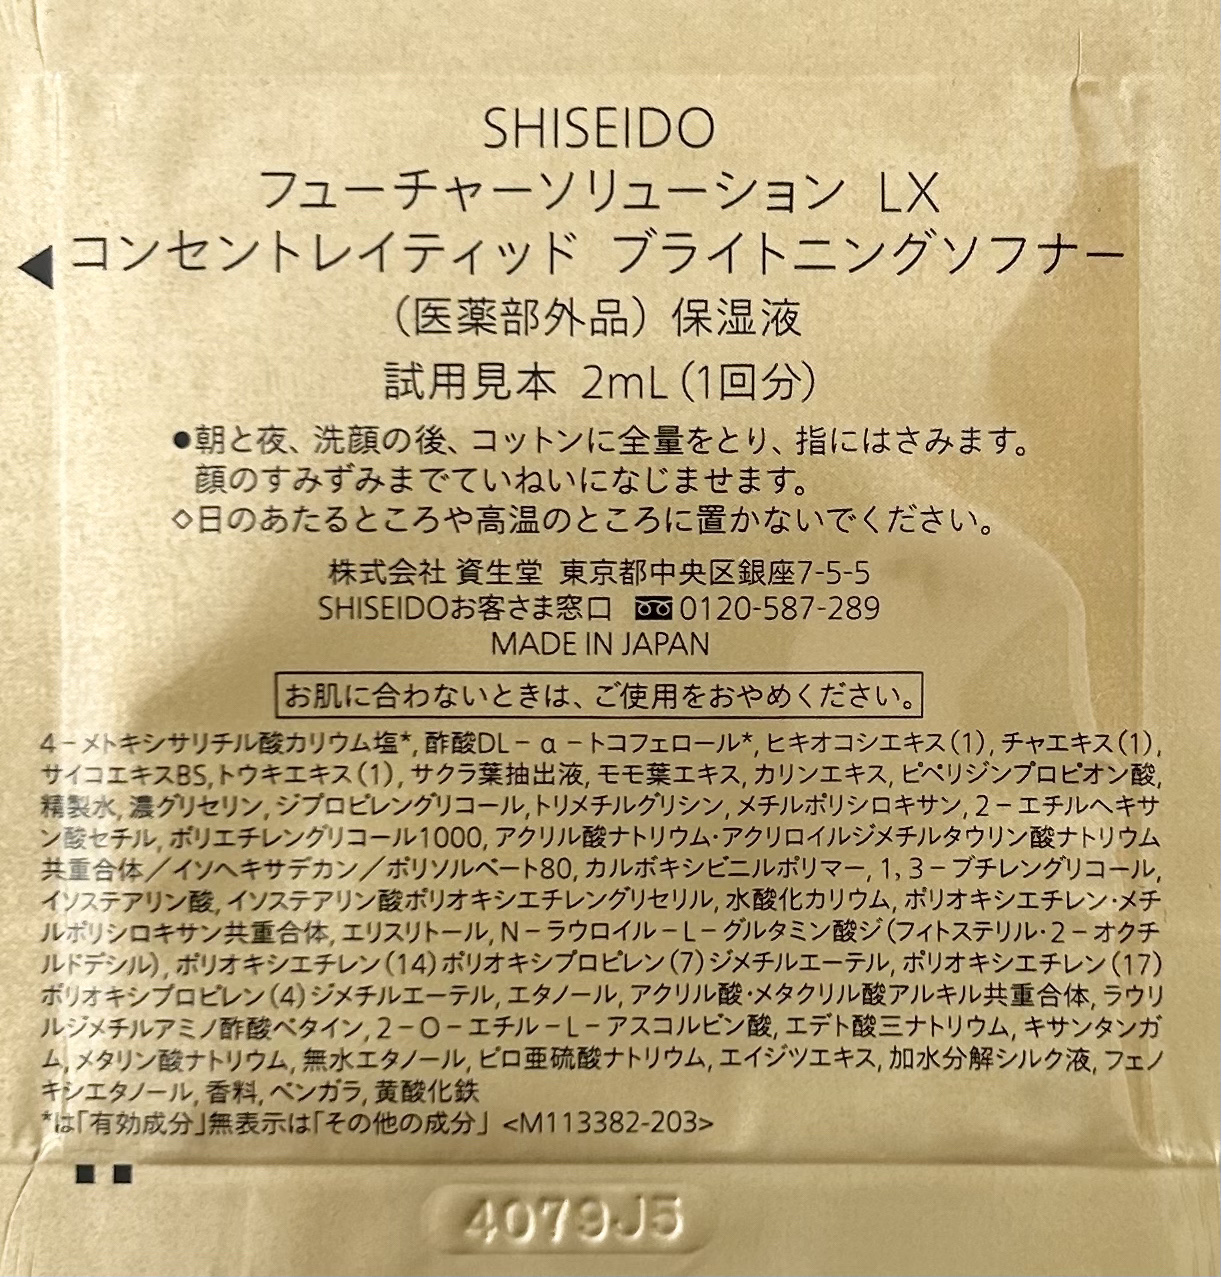 SHISEIDO
フューチャーソリューション LX
コンセントレイティッド ブライトニングソフナー
（医薬部外品）保湿液
試用見本 2mL（1回分）
●朝と夜、洗顔の後、コットンに全量をとり、指にはさみます。
顔のすみずみまでていねいになじませます。
◇日のあたるところや高温のところに置かないでください。
株式会社 資生堂 東京都中央区銀座7-5-5
SHISEIDOお客さま窓口 0120-587-289
MADE IN JAPAN
お肌に合わないときは、ご使用をおやめください。
4－メトキシサリチル酸カリウム塩*, 酢酸DL－α－トコフェロール*, ヒキオコシエキス（1）, チャエキス（1）,
サイコエキスBS, トウキエキス（1）, サクラ葉抽出液, モモ葉エキス, カリンエキス, ピペリジンプロピオン酸,
精製水, 濃グリセリン, ジプロピレングリコール, トリメチルグリシン, メチルポリシロキサン, 2－エチルヘキサ
ン酸セチル, ポリエチレングリコール1000, アクリル酸ナトリウム・アクリロイルジメチルタウリン酸ナトリウム
共重合体／イソヘキサデカン／ポリソルベート80, カルボキシビニルポリマー, 1, 3－ブチレングリコール,
イソステアリン酸, イソステアリン酸ポリオキシエチレングリセリル, 水酸化カリウム, ポリオキシエチレン・メチ
ルポリシロキサン共重合体, エリスリトール, N－ラウロイル－L－グルタミン酸ジ（フィトステリル・2－オクチ
ルドデシル）, ポリオキシエチレン（14）ポリオキシプロピレン（7）ジメチルエーテル, ポリオキシエチレン（17）
ポリオキシプロピレン（4）ジメチルエーテル, エタノール, アクリル酸・メタクリル酸アルキル共重合体, ラウリ
ルジメチルアミノ酢酸ベタイン, 2－O－エチル－L－アスコルビン酸, エデト酸三ナトリウム, キサンタンガ
ム, メタリン酸ナトリウム, 無水エタノール, ピロ亜硫酸ナトリウム, エイジツエキス, 加水分解シルク液, フェノ
キシエタノール, 香料, ベンガラ, 黄酸化鉄
*は「有効成分」無表示は「その他の成分」 <M113382-203>
4079J5